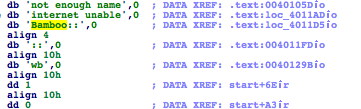 db 'not enough name',0 ; DATA XREF: .text:0040105D↑o
db 'internet unable',0 ; DATA XREF: .text:loc_4011AD↑o
db 'Bamboo::',0 ; DATA XREF: .text:loc_4011D5↑o
align 4
db '::',0 ; DATA XREF: .text:004011FD↑o
align 10h
db 'wb',0 ; DATA XREF: .text:0040129B↑o
align 10h
dd 1 ; DATA XREF: start+6E↑r
align 10h
dd 0 ; DATA XREF: start+A3↑r